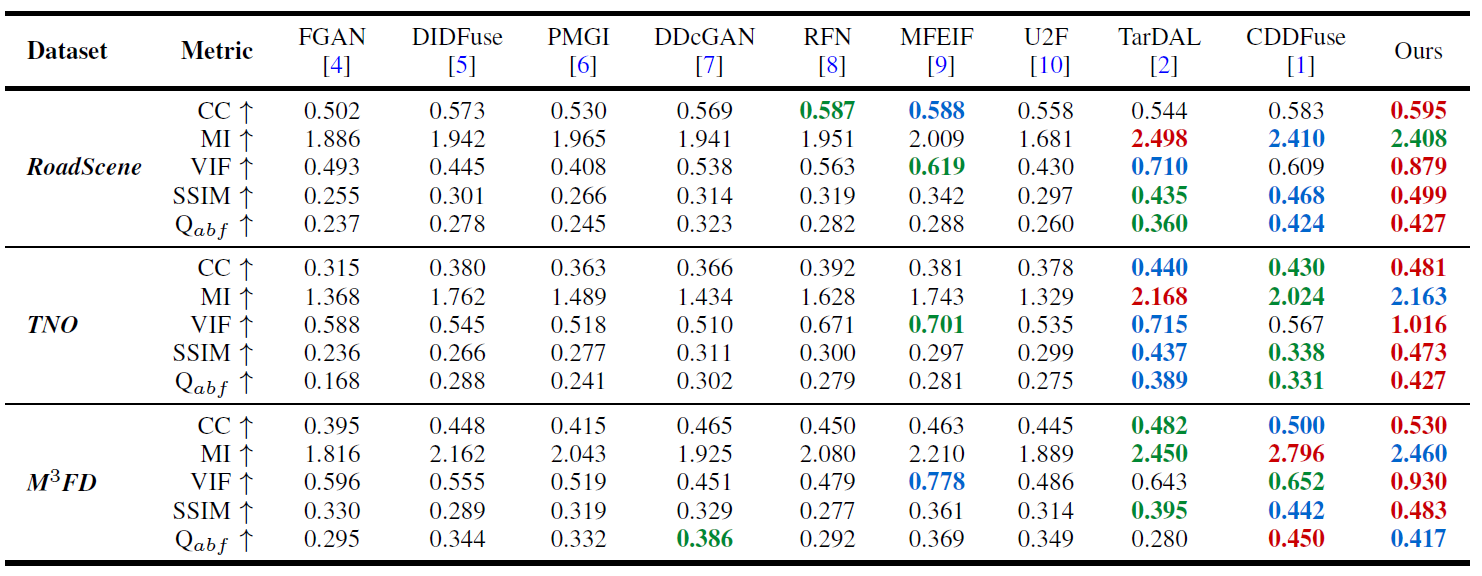 Dataset Metric FGAN [4] DIDFuse [5] PMGI [6] DDcGAN [7] RFN [8] MFEIF [9] U2F [10] TarDAL [2] CDDFuse [1] Ours
RoadScene
CC ↑ 0.502 0.573 0.530 0.569 0.587 0.588 0.558 0.544 0.583 0.595
MI ↑ 1.886 1.942 1.965 1.941 1.951 2.009 1.681 2.498 2.410 2.408
VIF ↑ 0.493 0.445 0.408 0.538 0.563 0.619 0.430 0.710 0.609 0.879
SSIM ↑ 0.255 0.301 0.266 0.314 0.319 0.342 0.297 0.435 0.468 0.499
Qabf ↑ 0.237 0.278 0.245 0.323 0.282 0.288 0.260 0.360 0.424 0.427
TNO
CC ↑ 0.315 0.380 0.363 0.366 0.392 0.381 0.378 0.440 0.430 0.481
MI ↑ 1.368 1.762 1.489 1.434 1.628 1.743 1.329 2.168 2.024 2.163
VIF ↑ 0.588 0.545 0.518 0.510 0.671 0.701 0.535 0.715 0.567 1.016
SSIM ↑ 0.236 0.266 0.277 0.311 0.300 0.297 0.299 0.437 0.338 0.473
Qabf ↑ 0.168 0.288 0.241 0.302 0.279 0.281 0.275 0.389 0.331 0.427
M³FD
CC ↑ 0.395 0.448 0.415 0.465 0.450 0.463 0.445 0.482 0.500 0.530
MI ↑ 1.816 2.162 2.043 1.925 2.080 2.210 1.889 2.450 2.796 2.460
VIF ↑ 0.596 0.555 0.519 0.451 0.479 0.778 0.486 0.643 0.652 0.930
SSIM ↑ 0.330 0.289 0.319 0.329 0.277 0.361 0.314 0.395 0.442 0.483
Qabf ↑ 0.295 0.344 0.332 0.386 0.292 0.369 0.349 0.280 0.450 0.417